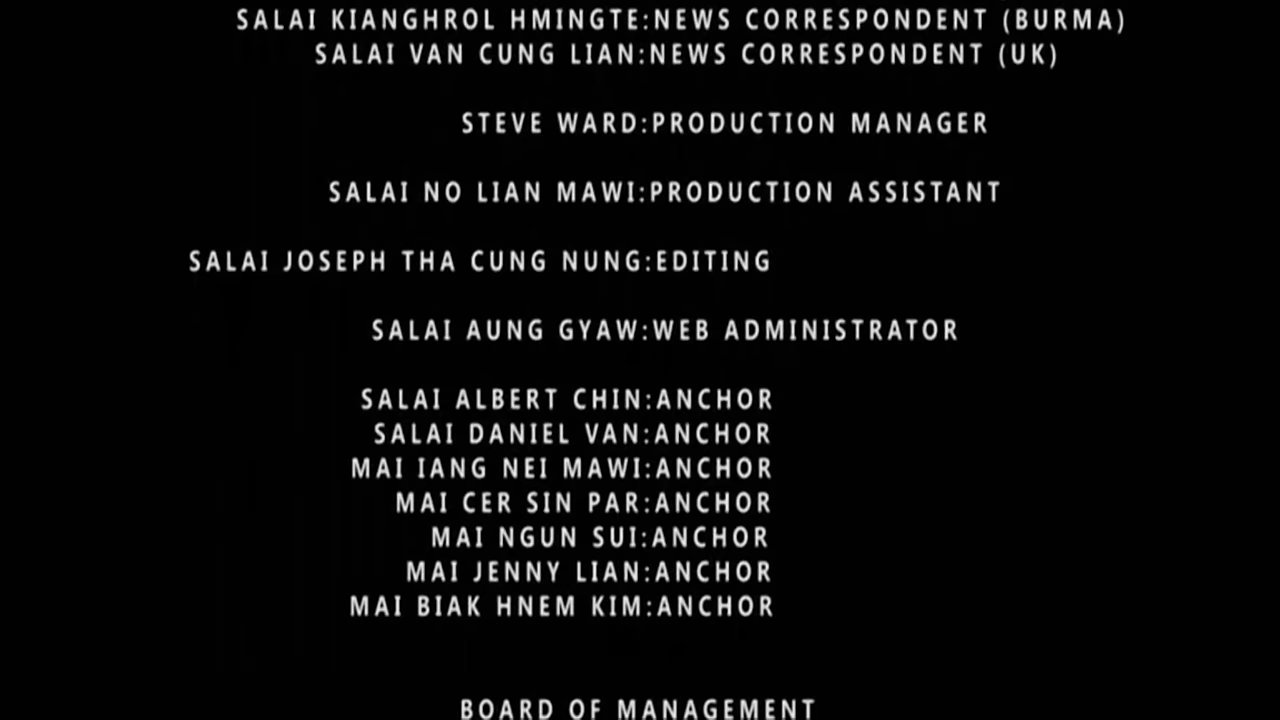 SALAI KIANGHROL HMINGTE:NEWS CORRESPONDENT (BURMA)
SALAI VAN CUNG LIAN:NEWS CORRESPONDENT (UK)
STEVE WARD:PRODUCTION MANAGER
SALAI NO LIAN MAWI:PRODUCTION ASSISTANT
SALAI JOSEPH THA CUNG NUNG:EDITING
SALAI AUNG GYAW:WEB ADMINISTRATOR
SALAI ALBERT CHIN:ANCHOR
SALAI DANIEL VAN:ANCHOR
MAI IANG NEI MAWI:ANCHOR
MAI CER SIN PAR:ANCHOR
MAI NGUN SUI:ANCHOR
MAI JENNY LIAN:ANCHOR
MAI BIAK HNEM KIM:ANCHOR
BOARD OF MANAGEMENT